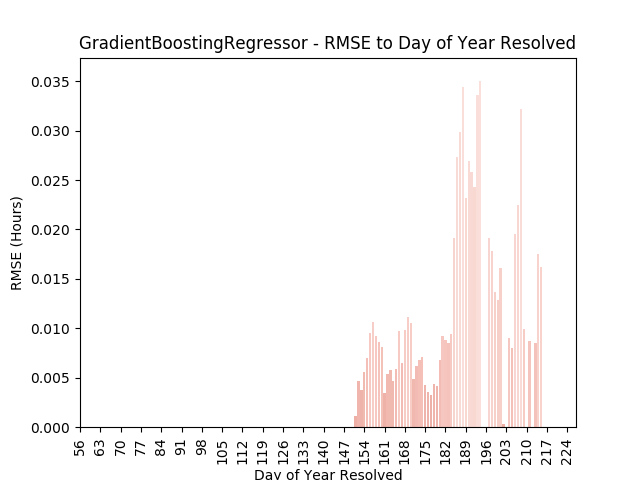 GradientBoostingRegressor - RMSE to Day of Year Resolved
0.035
0.030
0.025
0.020
0.015
0.010
0.005
0.000
RMSE (Hours)
56 63 70 77 84 91 98 105 112 119 126 133 140 147 154 161 168 175 182 189 196 203 210 217 224
Day of Year Resolved